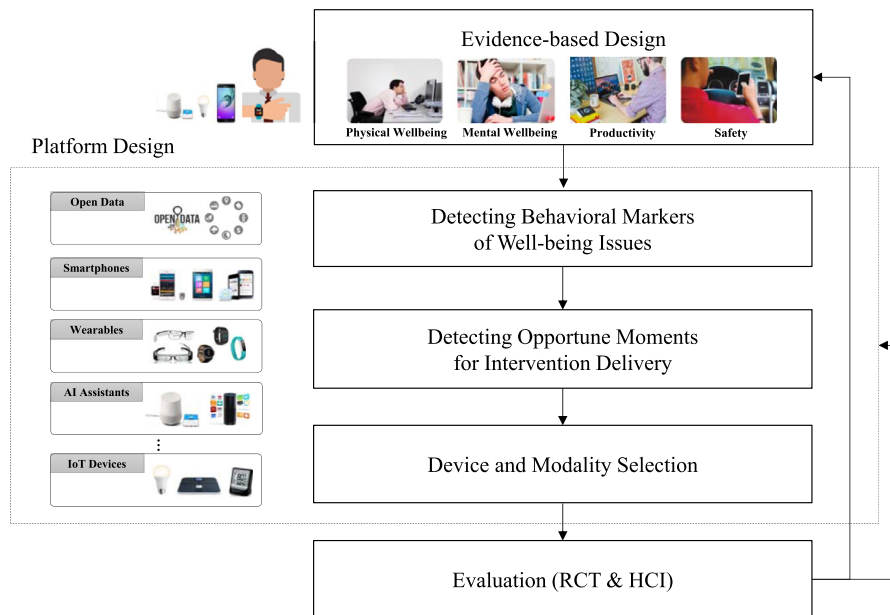 Evidence-based Design
Physical Wellbeing
Mental Wellbeing
Productivity
Safety
Platform Design
Open Data
OPEN DATA
Smartphones
Wearables
AI Assistants
IoT Devices
Detecting Behavioral Markers
of Well-being Issues
Detecting Opportune Moments
for Intervention Delivery
Device and Modality Selection
Evaluation (RCT & HCI)